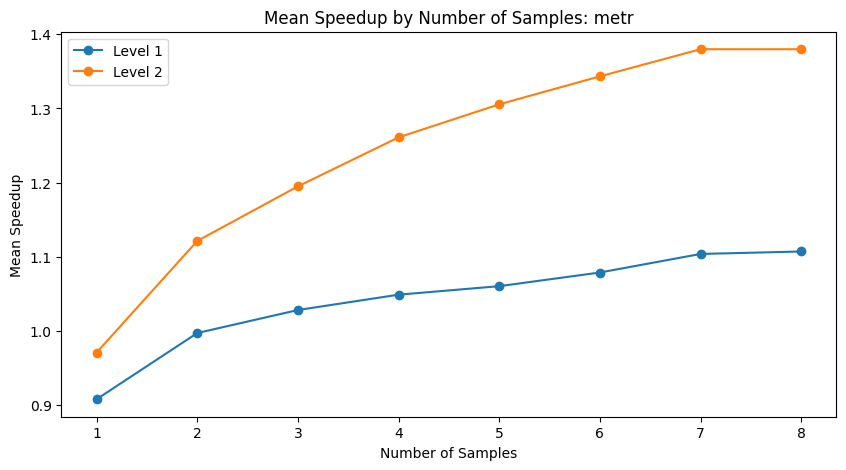 Mean Speedup by Number of Samples: metr
Level 1
Level 2
Mean Speedup
1.4
1.3
1.2
1.1
1.0
0.9
1 2 3 4 5 6 7 8
Number of Samples